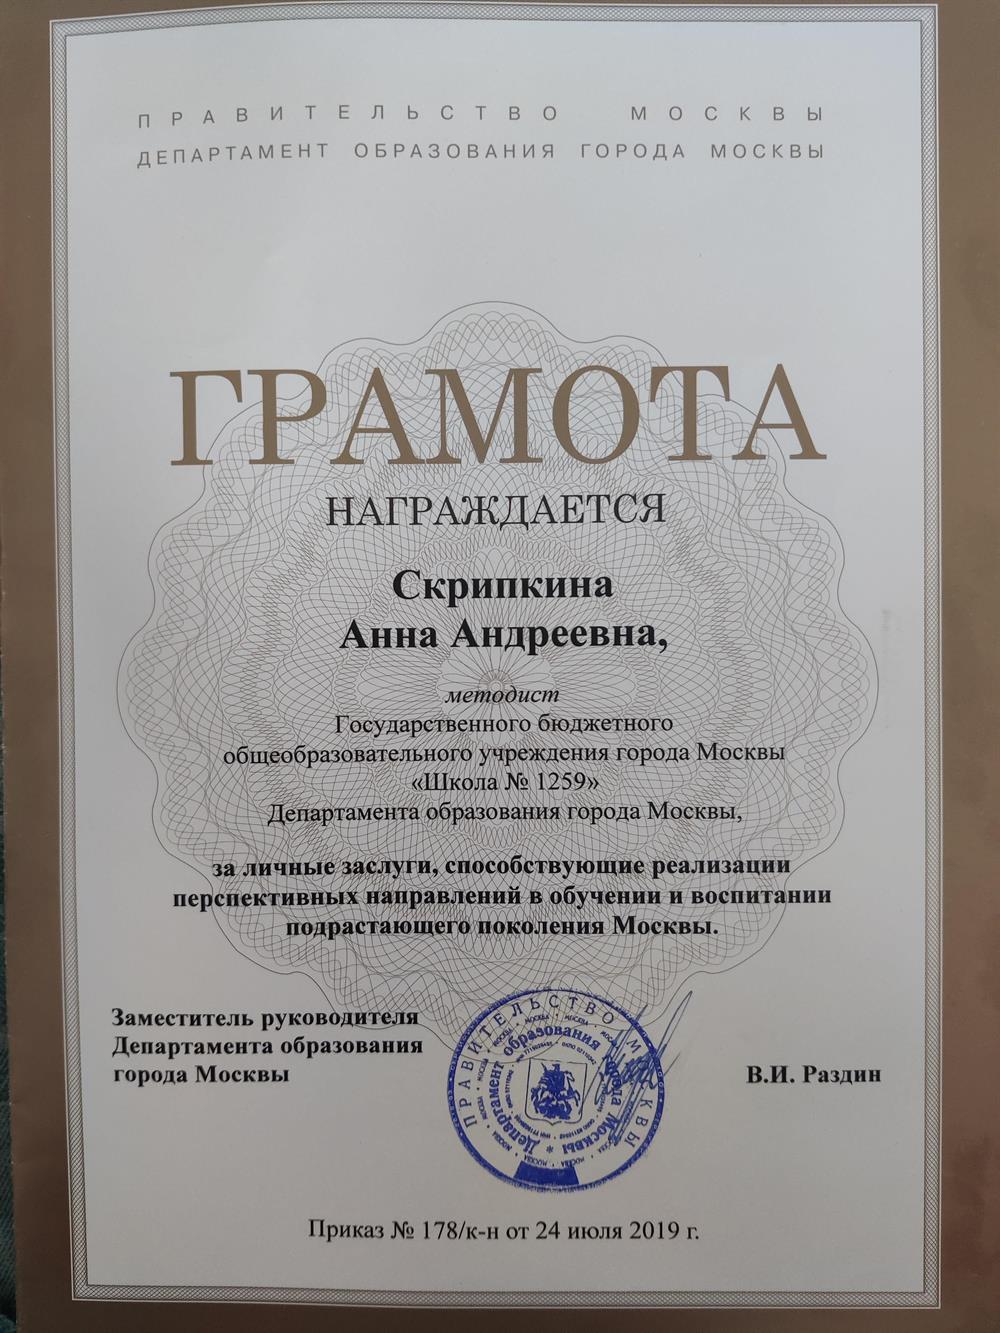 ПРАВИТЕЛЬСТВО МОСКВЫ
ДЕПАРТАМЕНТ ОБРАЗОВАНИЯ ГОРОДА МОСКВЫ
ГРАМОТА
НАГРАЖДАЕТСЯ
Скрипкина
Анна Андреевна,
методист
Государственного бюджетного
общеобразовательного учреждения города Москвы
«Школа № 1259»
Департамента образования города Москвы,
за личные заслуги, способствующие реализации
перспективных направлений в обучении и воспитании
подрастающего поколения Москвы.
Заместитель руководителя
Департамента образования
города Москвы
В.И. Раздин
ПРАВИТЕЛЬСТВО МОСКВЫ
Департамент образования города Москвы *
Приказ № 178/к-н от 24 июля 2019 г.